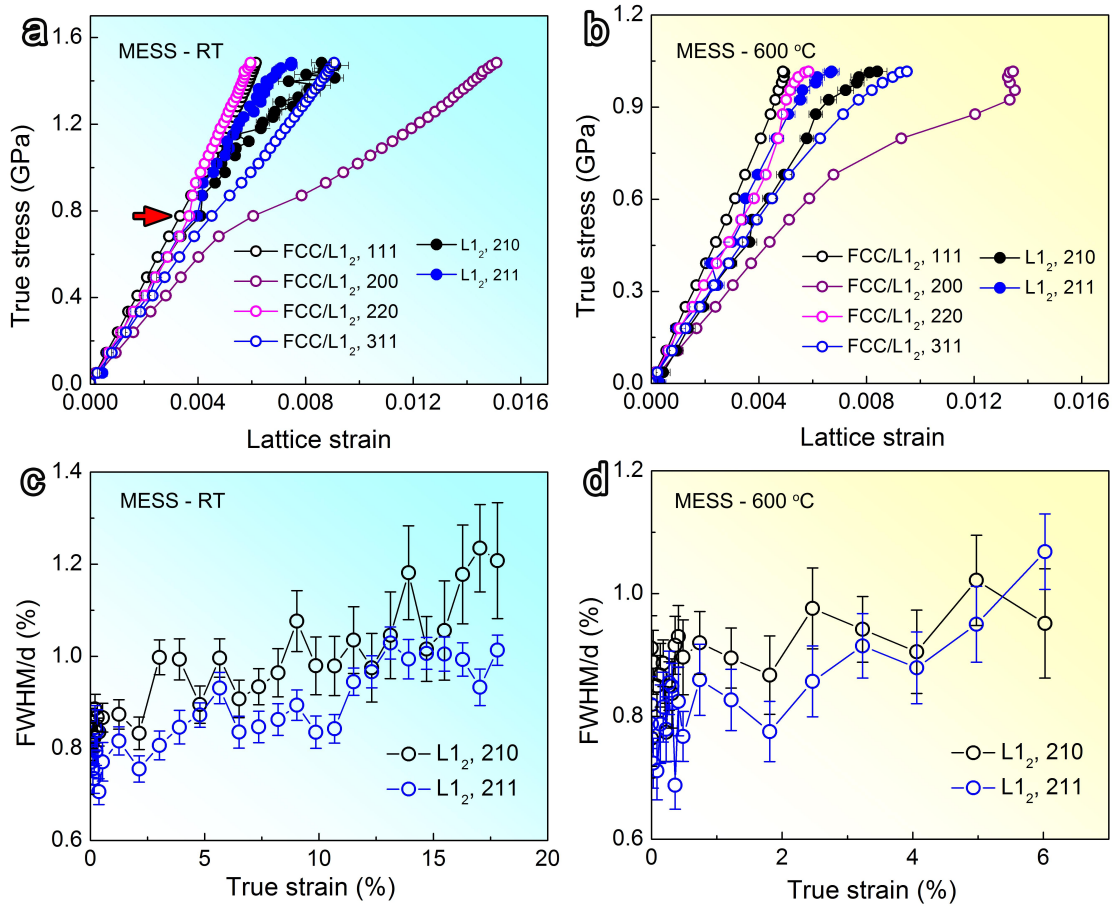 a
MESS - RT
True stress (GPa)
1.6
1.2
0.8
0.4
0.0
FCC/L1₂, 111
FCC/L1₂, 200
FCC/L1₂, 220
FCC/L1₂, 311
L1₂, 210
L1₂, 211
0.000 0.004 0.008 0.012 0.016
Lattice strain
b
MESS - 600 °C
True stress (GPa)
1.2
0.9
0.6
0.3
0.0
FCC/L1₂, 111
FCC/L1₂, 200
FCC/L1₂, 220
FCC/L1₂, 311
L1₂, 210
L1₂, 211
0.000 0.004 0.008 0.012 0.016
Lattice strain
c
MESS - RT
FWHM/d (%)
1.4
1.2
1.0
0.8
0.6
L1₂, 210
L1₂, 211
0 5 10 15 20
True strain (%)
d
MESS - 600 °C
FWHM/d (%)
1.2
1.0
0.8
0.6
L1₂, 210
L1₂, 211
0 2 4 6
True strain (%)